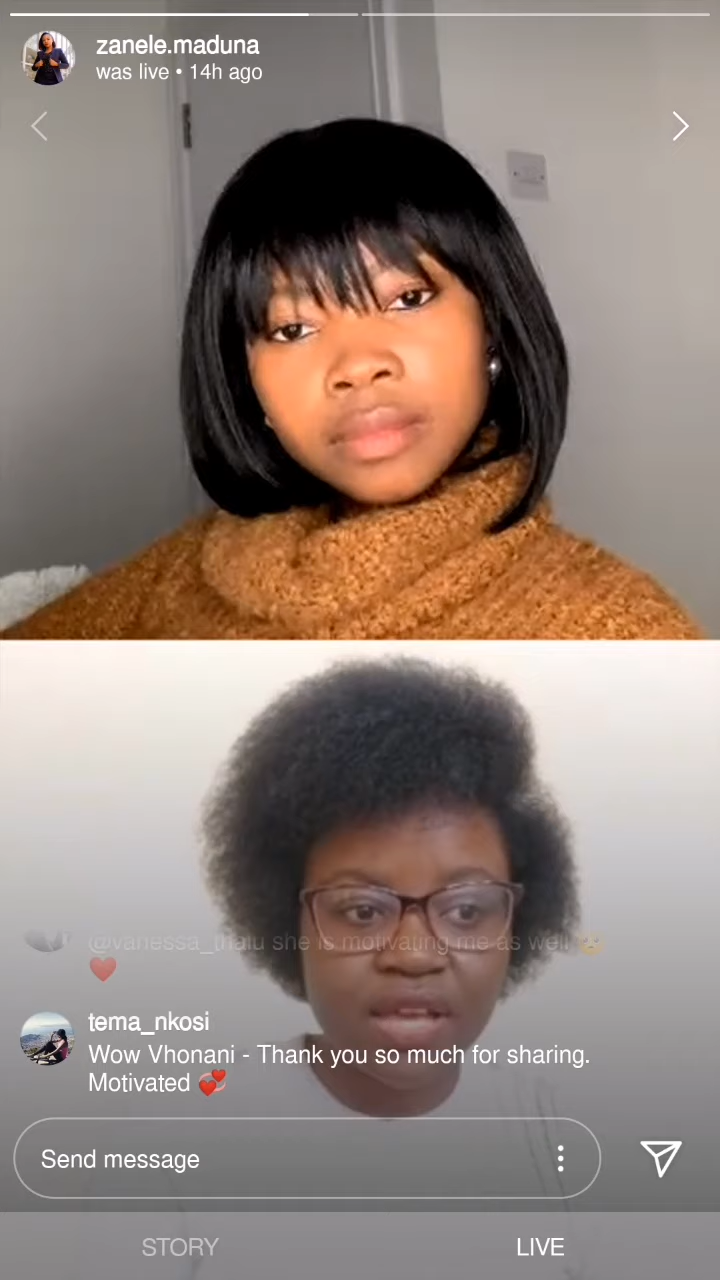 zanele.maduna
was live • 14h ago
@vanessa_thalu she is motivating me as well 😊
❤️
tema_nkosi
Wow Vhonani - Thank you so much for sharing.
Motivated 💞
Send message
STORY
LIVE